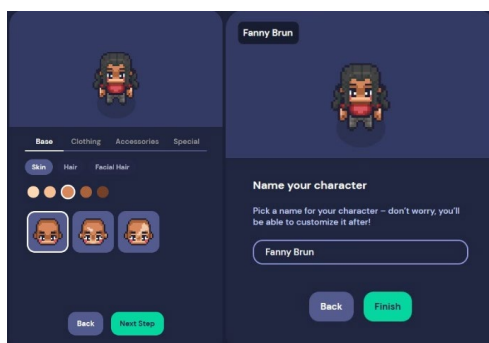 Base Clothing Accessories Special
Skin Hair Facial Hair
Back Next Step
Fanny Brun
Name your character
Pick a name for your character – don't worry, you'll
be able to customize it after!
Fanny Brun
Back Finish